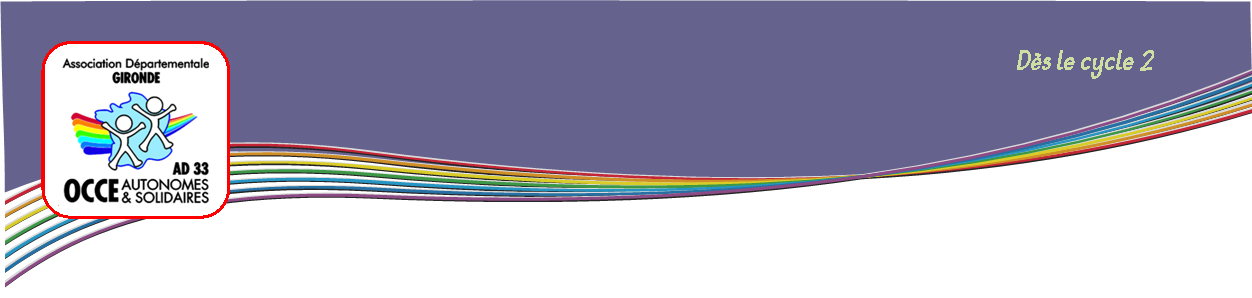 Association Départementale
GIRONDE
AD 33
OCCE AUTONOMES
& SOLIDAIRES
Dès le cycle 2